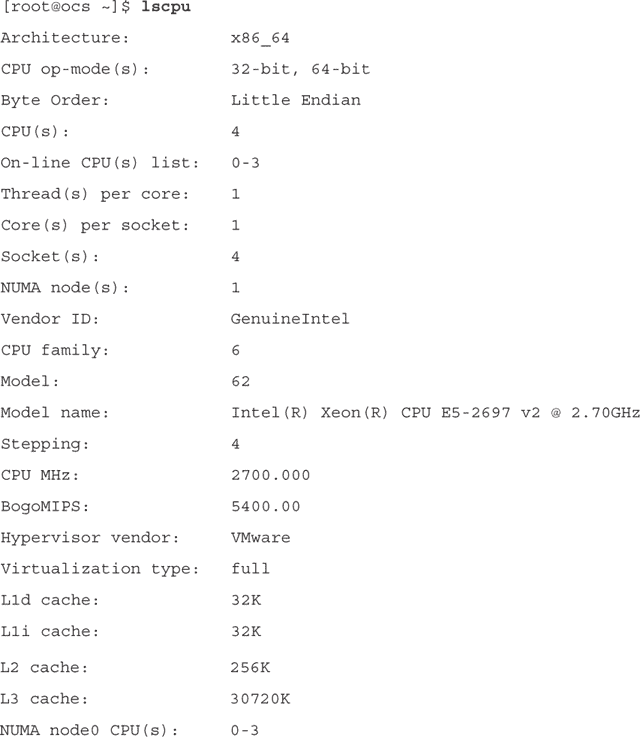 [root@ocs ~]$ lscpu
Architecture: x86_64
CPU op-mode(s): 32-bit, 64-bit
Byte Order: Little Endian
CPU(s): 4
On-line CPU(s) list: 0-3
Thread(s) per core: 1
Core(s) per socket: 1
Socket(s): 4
NUMA node(s): 1
Vendor ID: GenuineIntel
CPU family: 6
Model: 62
Model name: Intel(R) Xeon(R) CPU E5-2697 v2 @ 2.70GHz
Stepping: 4
CPU MHz: 2700.000
BogoMIPS: 5400.00
Hypervisor vendor: VMware
Virtualization type: full
L1d cache: 32K
L1i cache: 32K
L2 cache: 256K
L3 cache: 30720K
NUMA node0 CPU(s): 0-3